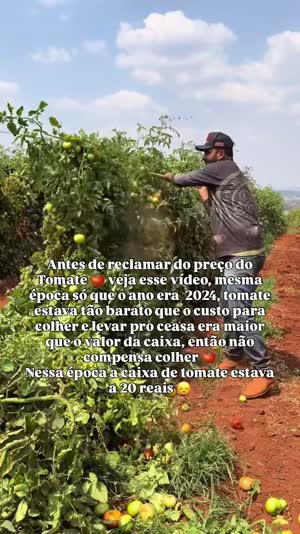 Antes de reclamar do preço do
Tomate 🍅 veja esse vídeo, mesma
época só que o ano era 2024, tomate
estava tão barato que o custo para
colher e levar pro ceasa era maior
que o valor da caixa, então não
compensa colher 🍅
Nessa época a caixa de tomate estava
a 20 reais 😟